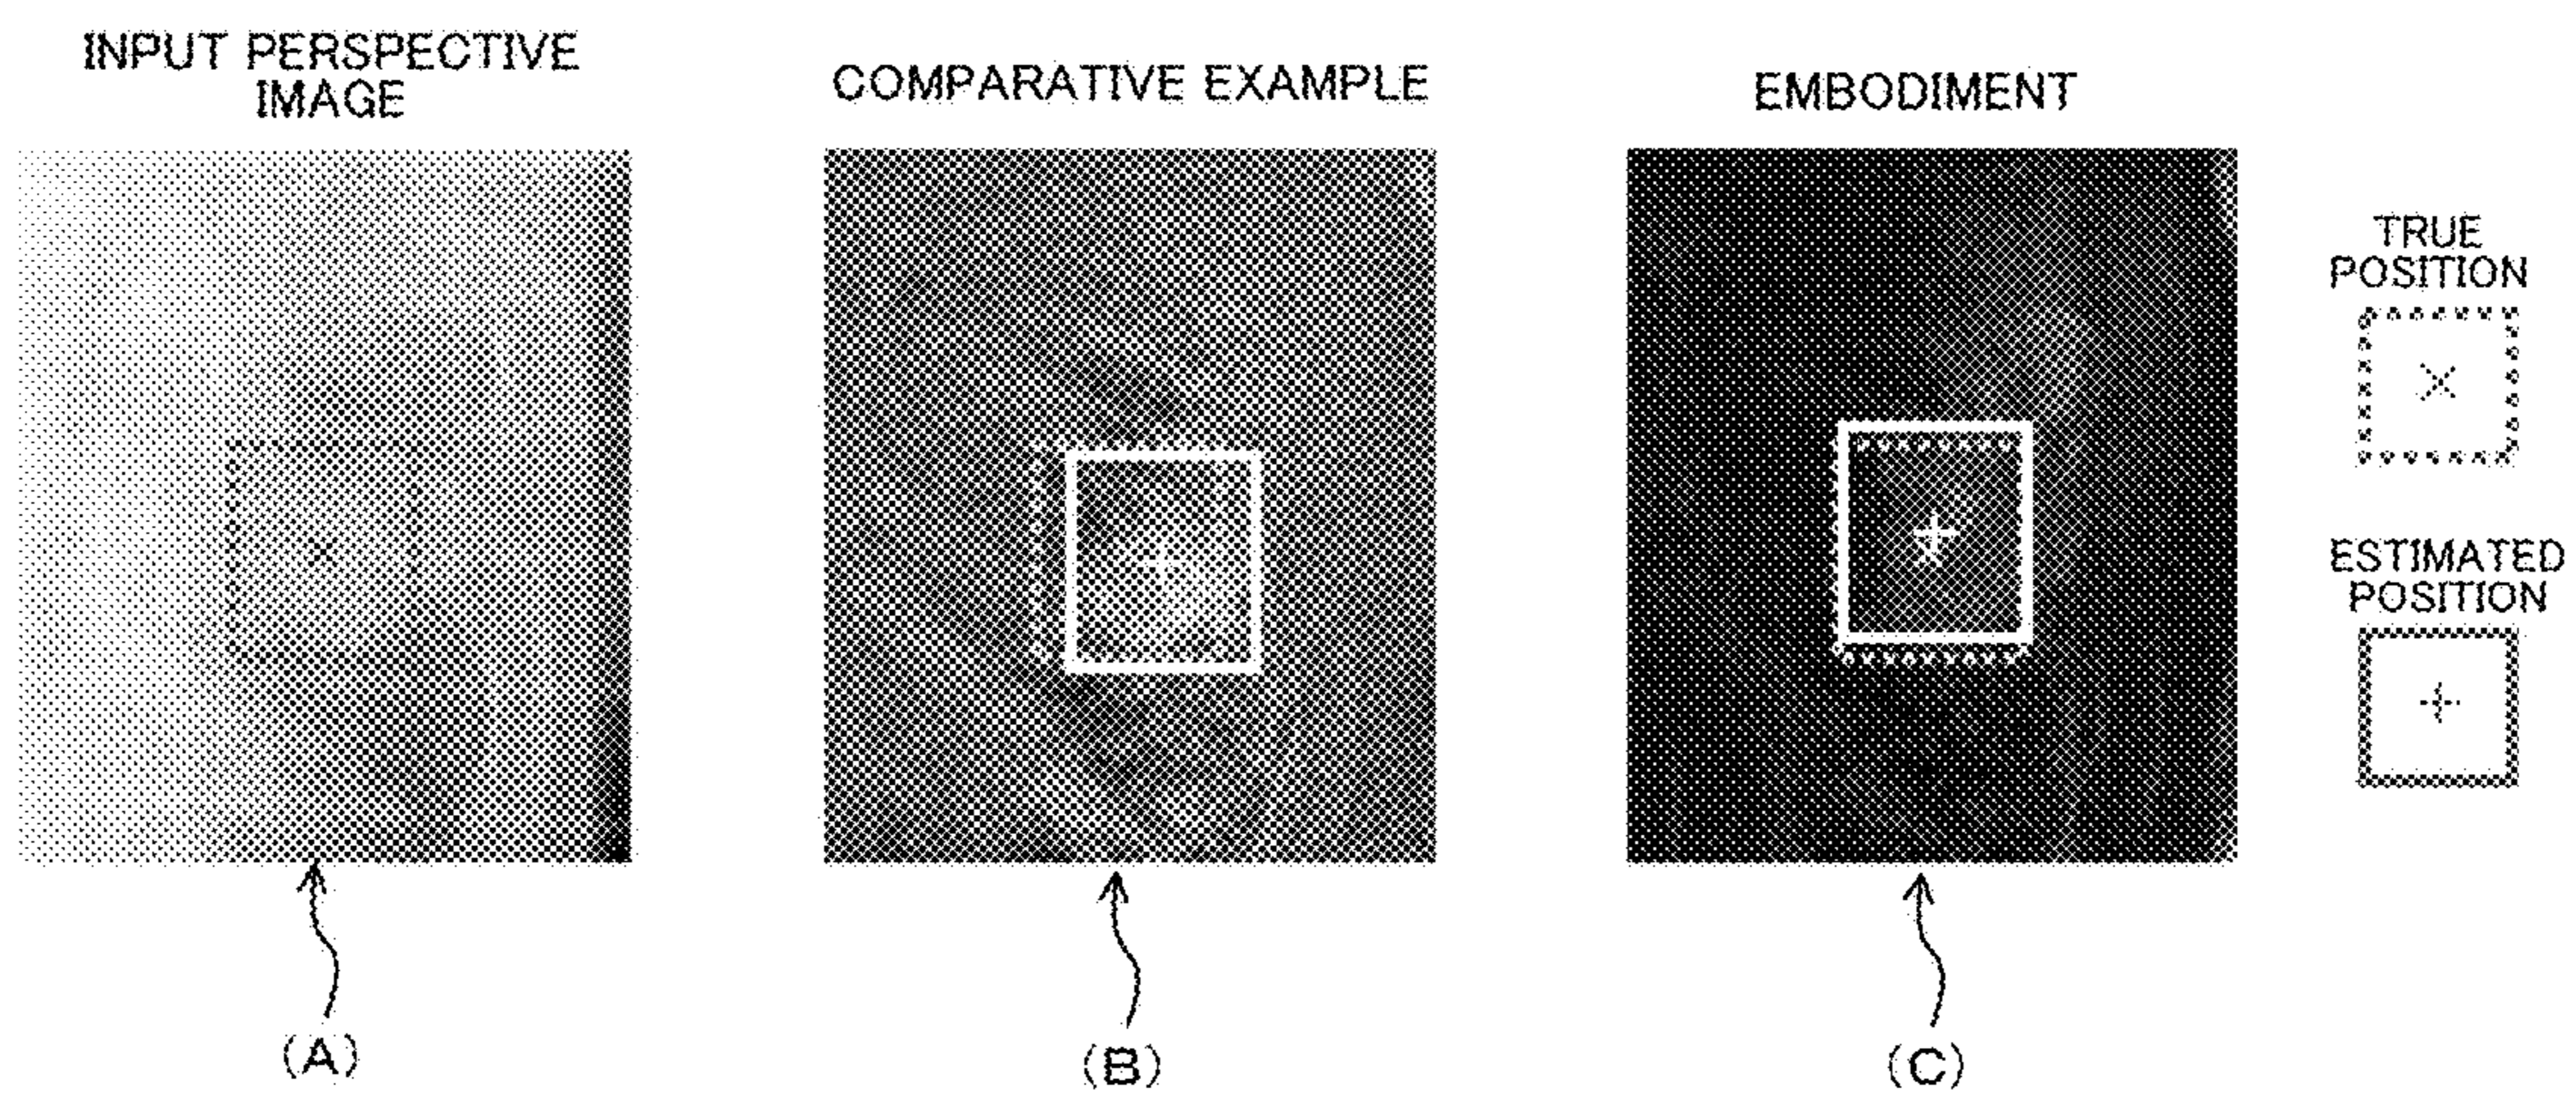 INPUT PERSPECTIVE
IMAGE
COMPARATIVE EXAMPLE
EMBODIMENT
TRUE
POSITION
ESTIMATED
POSITION
(A)
(B)
(C)